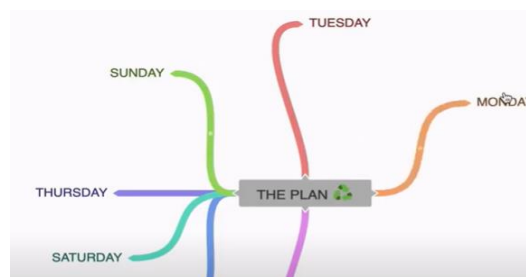 TUESDAY
SUNDAY
MONDA
THURSDAY
THE PLAN ♻
SATURDAY